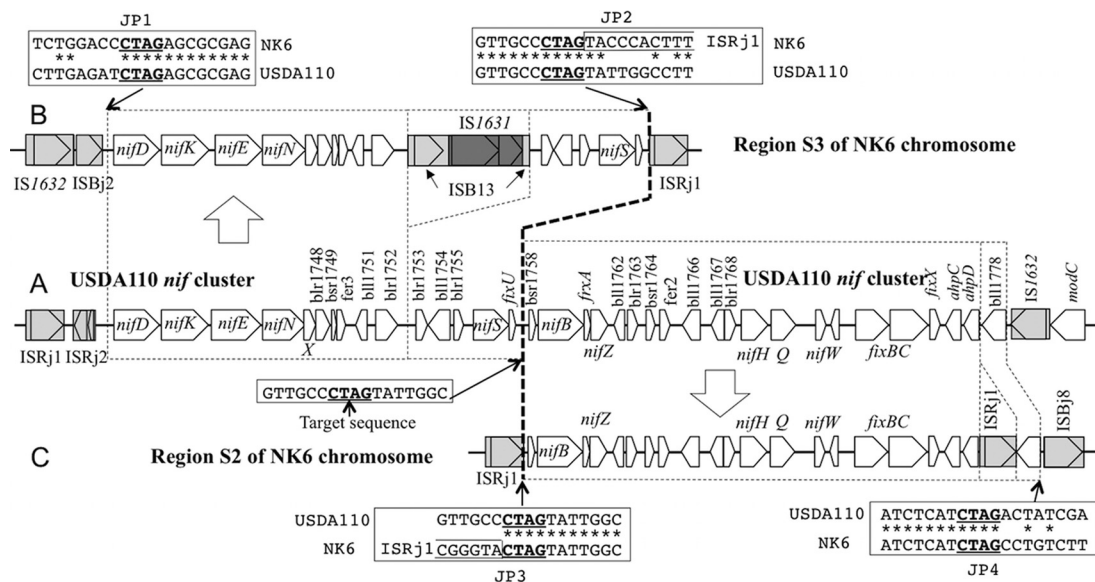 JP1
TCTGGACCCTAGAGCGCGAG NK6
** *************
CTTGAGATCTAGAGCGCGAG USDA110
JP2
GTTGCCCTAGTACCCACTTT ISRj1 NK6
************ * **
GTTGCCCTAGTATTGGCCTT USDA110
B
IS1631
nifD nifK nifE nifN nifS
Region S3 of NK6 chromosome
IS1632 ISBj2 ISB13 ISRj1
A
USDA110 nif cluster
blr1748 bsr1749 fer3 bll1751 blr1752 blr1753 bll1754 blr1755 fixU bsr1758 frxA bll1762 blr1763 bsr1764 fer2 bll1766 bll1767 blr1768
USDA110 nif cluster
fixX ahpC ahpD bll1778 IS1632 modC
nifD nifK nifE nifN nifS nifB
ISRj1 ISRj2 X nifZ nifH Q nifW fixBC
GTTGCCCTAGTATTGGC
Target sequence
nifZ nifH Q nifW fixBC ISRj1 ISBj8
C
Region S2 of NK6 chromosome
nifB
ISRj1
USDA110 GTTGCCCTAGTATTGGC
***********
NK6 ISRj1 CGGGTACTAGTATTGGC
JP3
USDA110 ATCTCATCTAGACTATCGA
*********** * *
NK6 ATCTCATCTAGCCTGTCTT
JP4